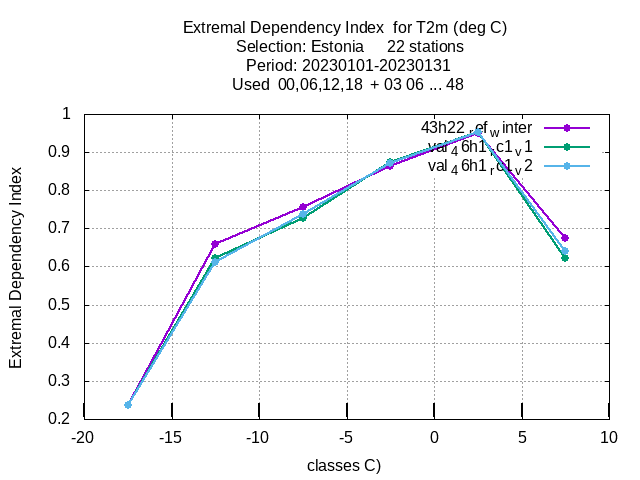 Extremal Dependency Index  for T2m (deg C)
Selection: Estonia     22 stations
Period: 20230101-20230131
Used  00,06,12,18  + 03 06 ... 48
1
0.9
0.8
0.7
0.6
0.5
0.4
0.3
0.2
Extremal Dependency Index
43h22_ref_winter
val_46h1_rc1_v1
val_46h1_rc1_v2
-20 -15 -10 -5 0 5 10
classes C)